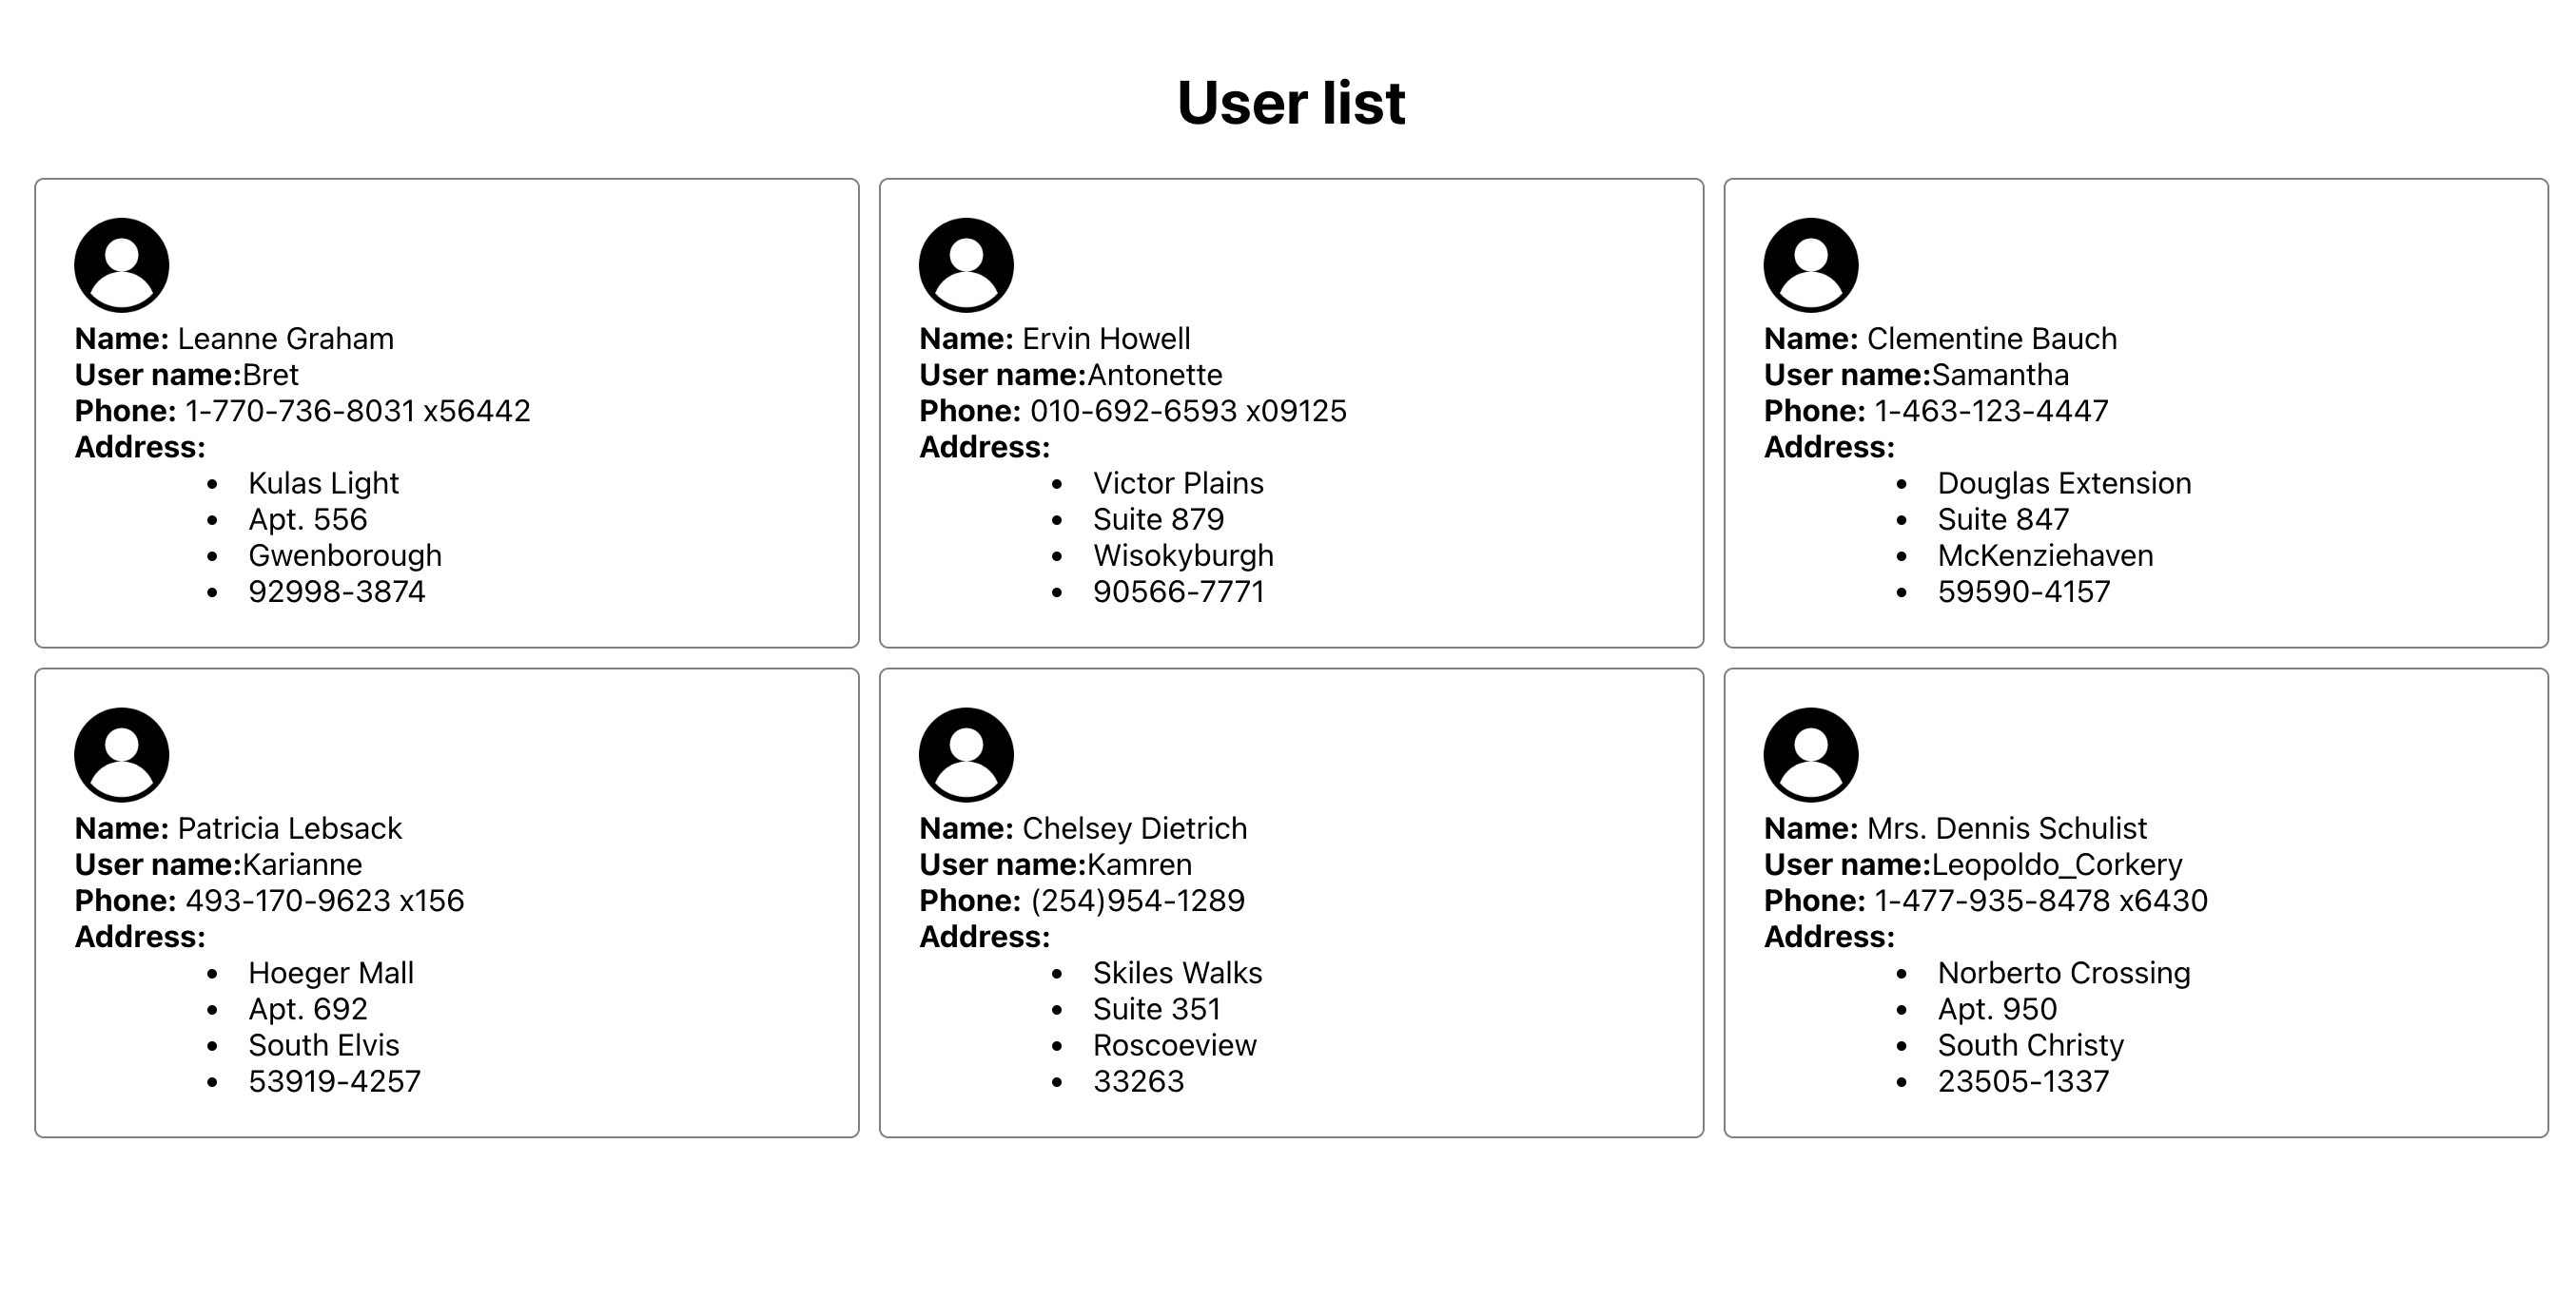 User list
Name: Leanne Graham
User name:Bret
Phone: 1-770-736-8031 x56442
Address:
• Kulas Light
• Apt. 556
• Gwenborough
• 92998-3874
Name: Ervin Howell
User name:Antonette
Phone: 010-692-6593 x09125
Address:
• Victor Plains
• Suite 879
• Wisokyburgh
• 90566-7771
Name: Clementine Bauch
User name:Samantha
Phone: 1-463-123-4447
Address:
• Douglas Extension
• Suite 847
• McKenziehaven
• 59590-4157
Name: Patricia Lebsack
User name:Karianne
Phone: 493-170-9623 x156
Address:
• Hoeger Mall
• Apt. 692
• South Elvis
• 53919-4257
Name: Chelsey Dietrich
User name:Kamren
Phone: (254)954-1289
Address:
• Skiles Walks
• Suite 351
• Roscoeview
• 33263
Name: Mrs. Dennis Schulist
User name:Leopoldo_Corkery
Phone: 1-477-935-8478 x6430
Address:
• Norberto Crossing
• Apt. 950
• South Christy
• 23505-1337